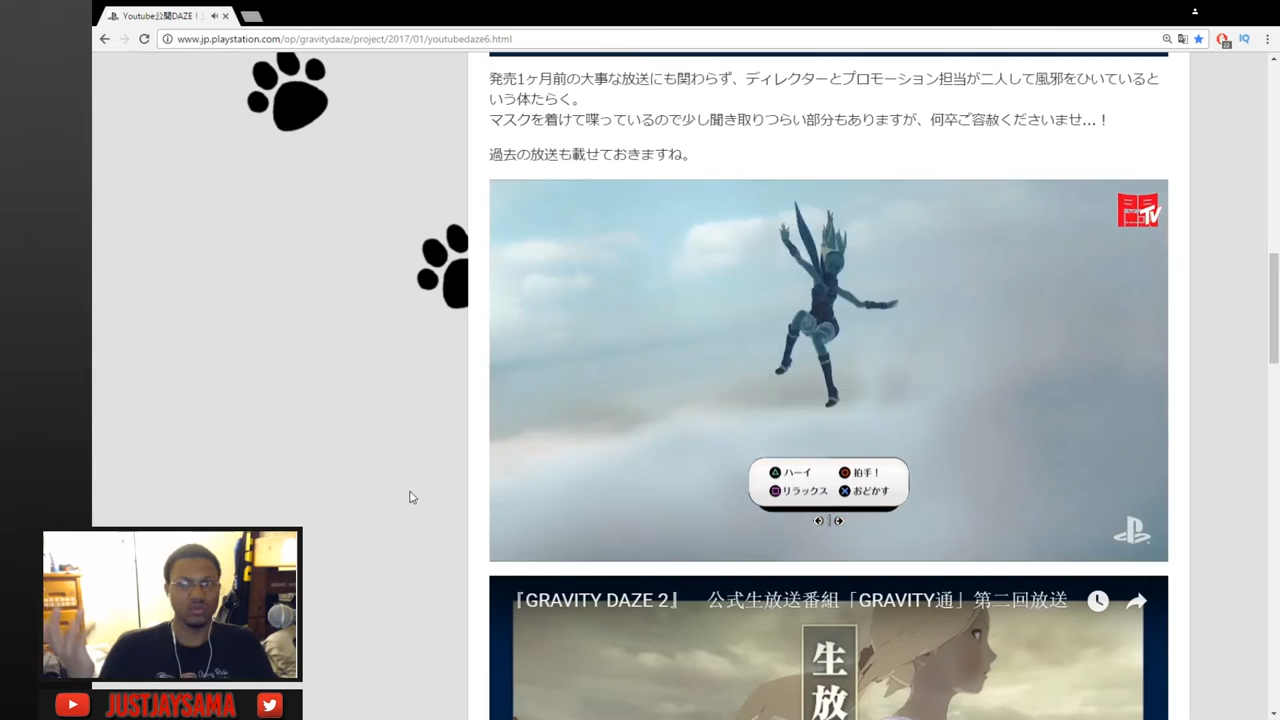 Youtube公開DAZE！
www.jp.playstation.com/op/gravitydaze/project/2017/01/youtubedaze6.html
22
IQ
発売1ヶ月前の大事な放送にも関わらず、ディレクターとプロモーション担当が二人して風邪をひいているという体たらく。
マスクを着けて喋っているので少し聞き取りつらい部分もありますが、何卒ご容赦くださいませ...！
過去の放送も載せておきますね。
TV
ハーイ
拍手！
リラックス
おどかす
『GRAVITY DAZE 2』 公式生放送番組「GRAVITY通」第二回放送
生放
JUSTJAYSAMA